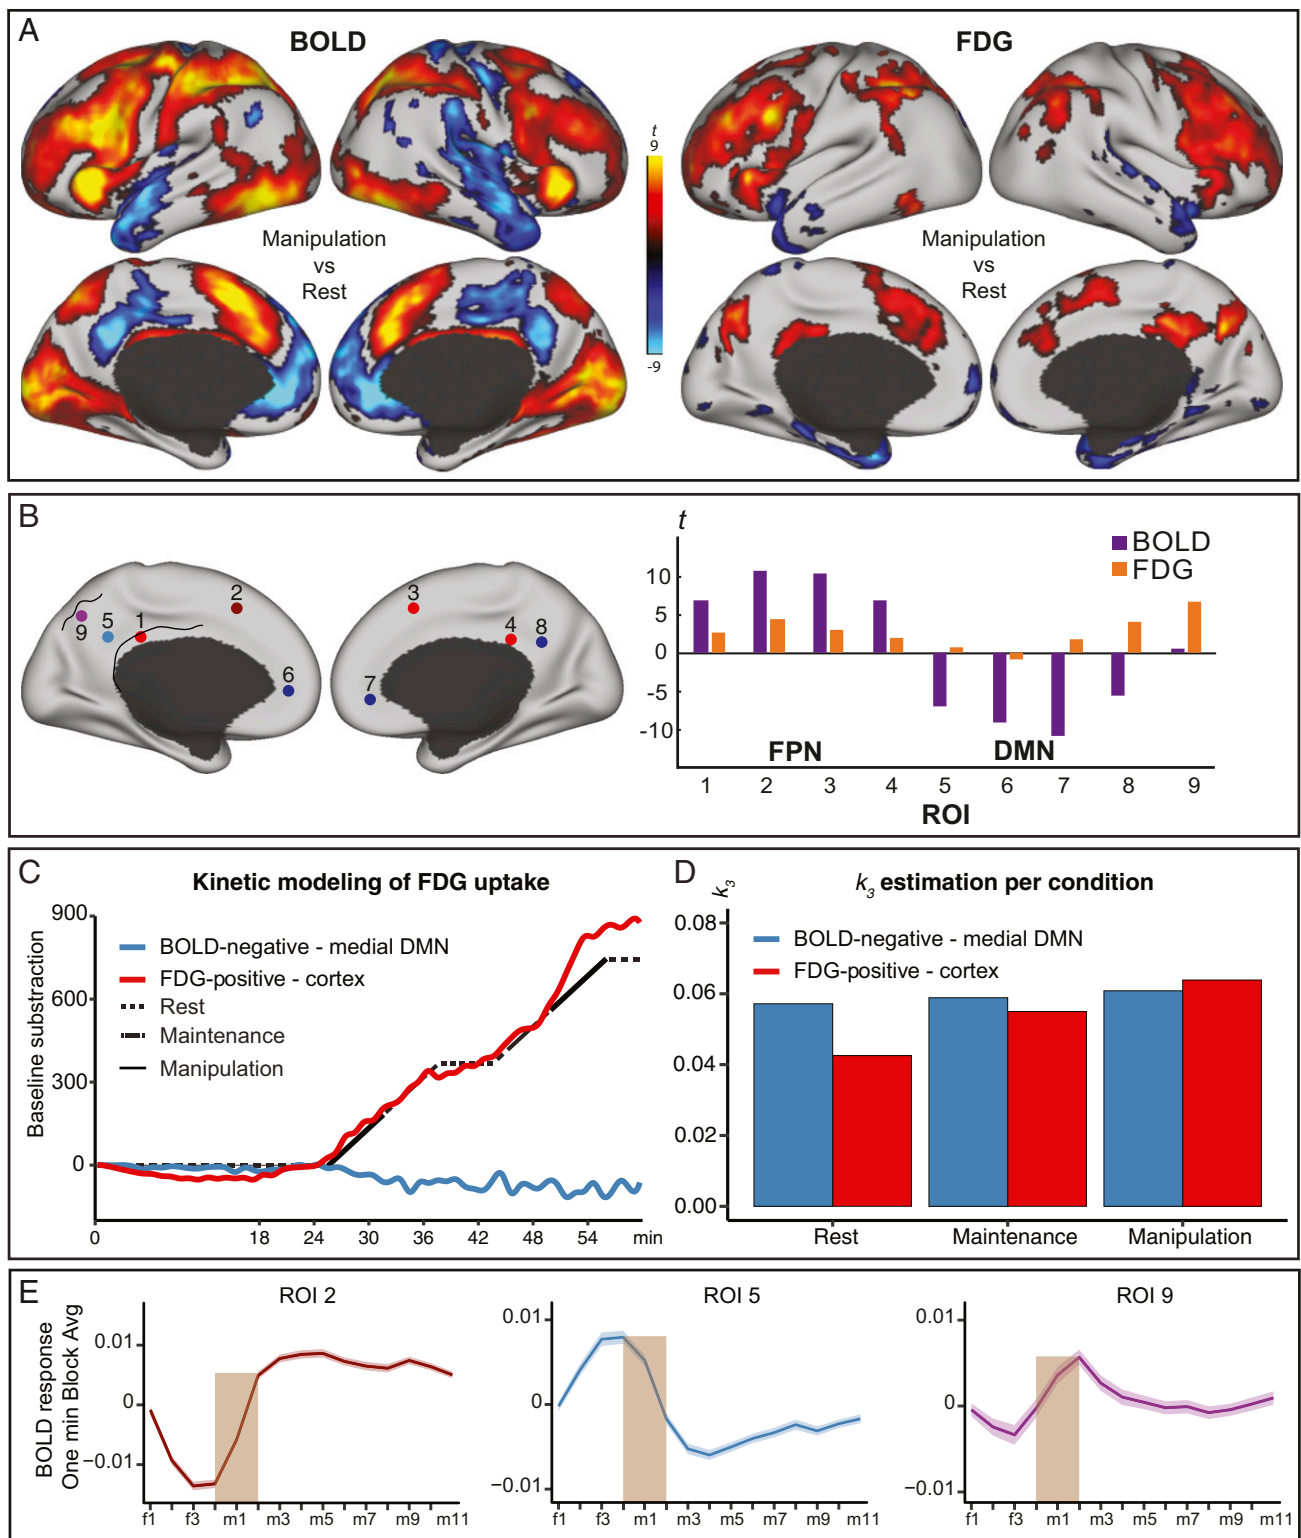 A
BOLD
FDG
t
9
-9
Manipulation
vs
Rest
Manipulation
vs
Rest
B
2
3
9
5
1
4
8
6
7
t
BOLD
FDG
10
5
0
-5
-10
FPN
DMN
1 2 3 4 5 6 7 8 9
ROI
C
Kinetic modeling of FDG uptake
Baseline substraction
900
600
300
0
BOLD-negative - medial DMN
FDG-positive - cortex
Rest
Maintenance
Manipulation
0 18 24 30 36 42 48 54 min
D
k3 estimation per condition
k3
0.08
0.06
0.04
0.02
0.00
BOLD-negative - medial DMN
FDG-positive - cortex
Rest Maintenance Manipulation
E
BOLD response
One min Block Avg
ROI 2
0.01
0
−0.01
f1 f3 m1 m3 m5 m7 m9 m11
ROI 5
0.01
0
−0.01
f1 f3 m1 m3 m5 m7 m9 m11
ROI 9
0.01
0
−0.01
f1 f3 m1 m3 m5 m7 m9 m11